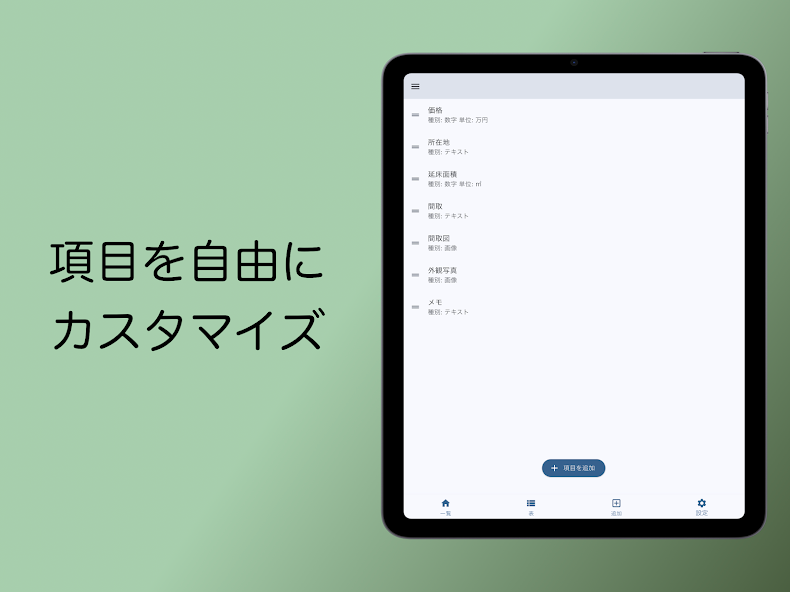 項目を自由に
カスタマイズ
価格
種別: 数字 単位: 万円
所在地
種別: テキスト
延床面積
種別: 数字 単位: ㎡
間取
種別: テキスト
間取図
種別: 画像
外観写真
種別: 画像
メモ
種別: テキスト
+ 項目を追加
一覧
表
追加
設定